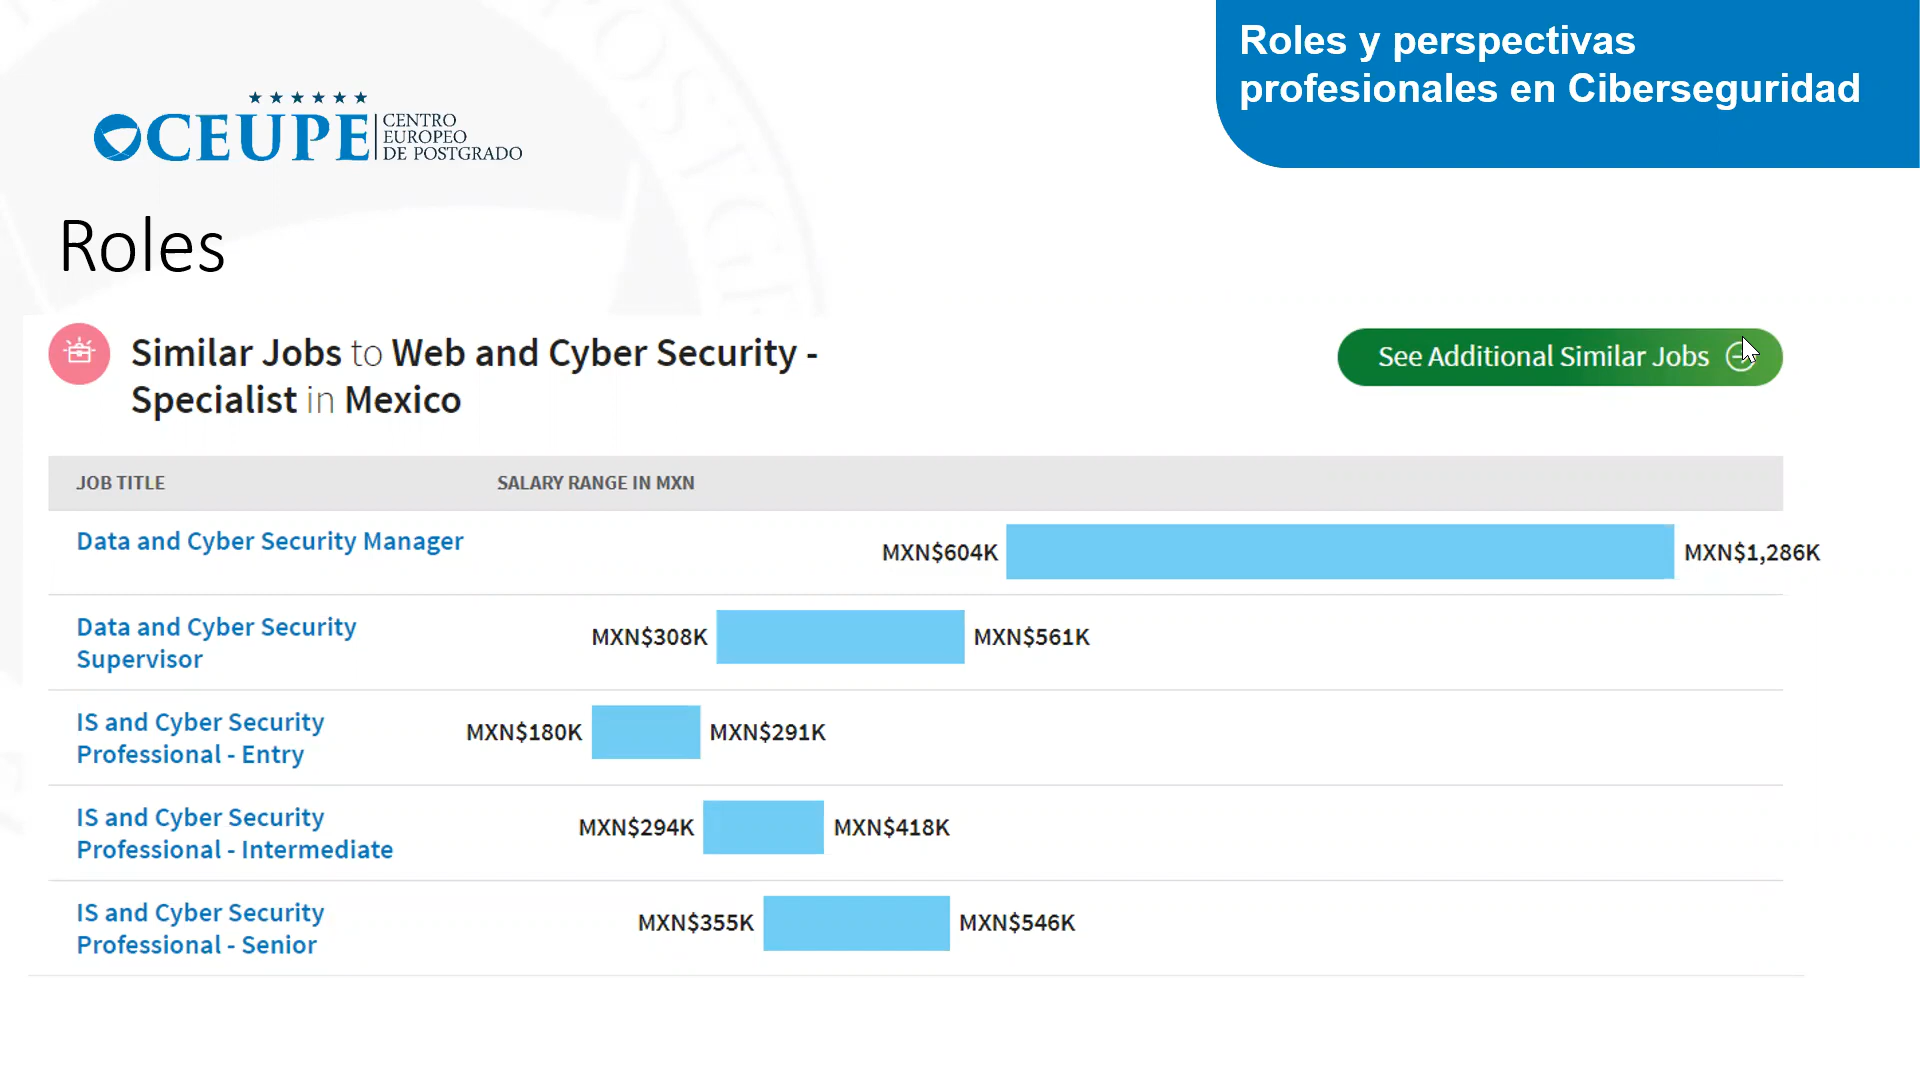 Roles y perspectivas
profesionales en Ciberseguridad
CEUPE
CENTRO
EUROPEO
DE POSTGRADO
Roles
Similar Jobs to Web and Cyber Security -
Specialist in Mexico
See Additional Similar Jobs
JOB TITLE
SALARY RANGE IN MXN
Data and Cyber Security Manager
MXN$604K
MXN$1,286K
Data and Cyber Security
Supervisor
MXN$308K
MXN$561K
IS and Cyber Security
Professional - Entry
MXN$180K
MXN$291K
IS and Cyber Security
Professional - Intermediate
MXN$294K
MXN$418K
IS and Cyber Security
Professional - Senior
MXN$355K
MXN$546K